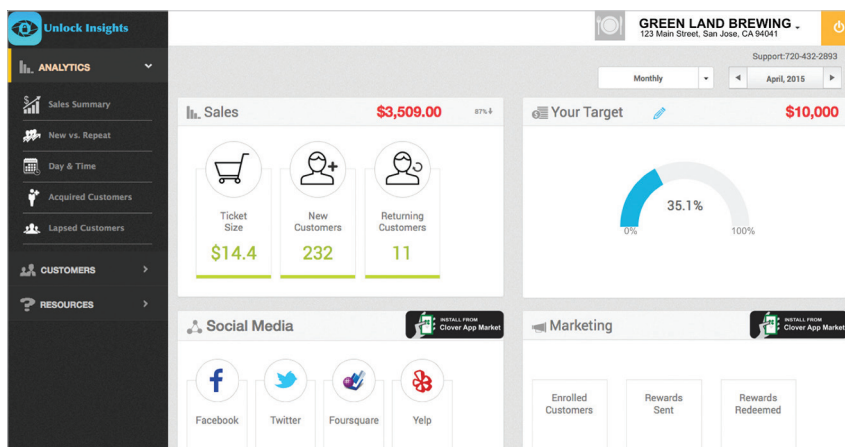 Unlock Insights
GREEN LAND BREWING
123 Main Street, San Jose, CA 94041
Support:720-432-2893
Monthly
April, 2015
ANALYTICS
Sales Summary
New vs. Repeat
Day & Time
Acquired Customers
Lapsed Customers
CUSTOMERS
RESOURCES
Sales
$3,509.00
87%
Ticket
Size
$14.4
New
Customers
232
Returning
Customers
11
Your Target
$10,000
35.1%
0%
100%
Social Media
INSTALL FROM
Clover App Market
Facebook
Twitter
Foursquare
Yelp
Marketing
INSTALL FROM
Clover App Market
Enrolled
Customers
Rewards
Sent
Rewards
Redeemed